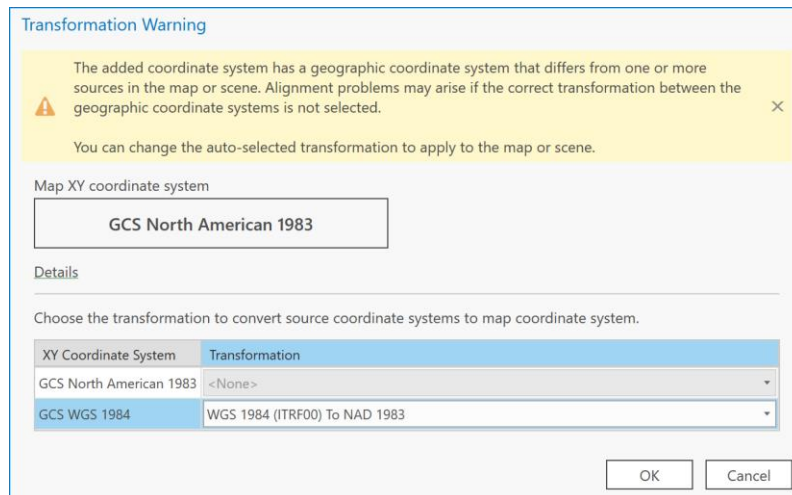 Transformation Warning
The added coordinate system has a geographic coordinate system that differs from one or more
sources in the map or scene. Alignment problems may arise if the correct transformation between the
geographic coordinate systems is not selected.
You can change the auto-selected transformation to apply to the map or scene.
Map XY coordinate system
GCS North American 1983
Details
Choose the transformation to convert source coordinate systems to map coordinate system.
XY Coordinate System Transformation
GCS North American 1983 <None>
GCS WGS 1984 WGS 1984 (ITRF00) To NAD 1983
OK Cancel